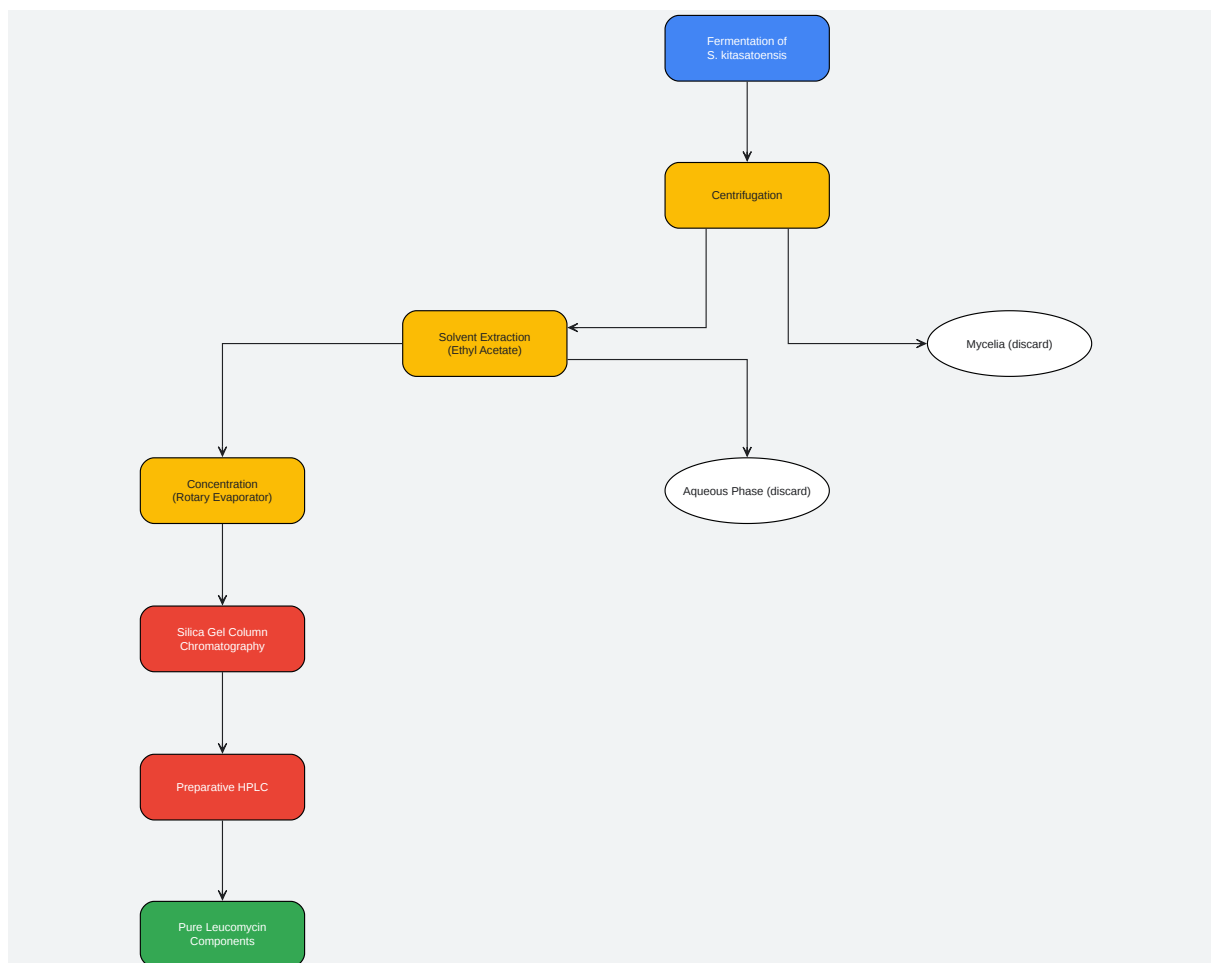 Fermentation of
S. kitasatoensis
Centrifugation
Solvent Extraction
(Ethyl Acetate)
Mycelia (discard)
Concentration
(Rotary Evaporator)
Aqueous Phase (discard)
Silica Gel Column
Chromatography
Preparative HPLC
Pure Leucomycin
Components